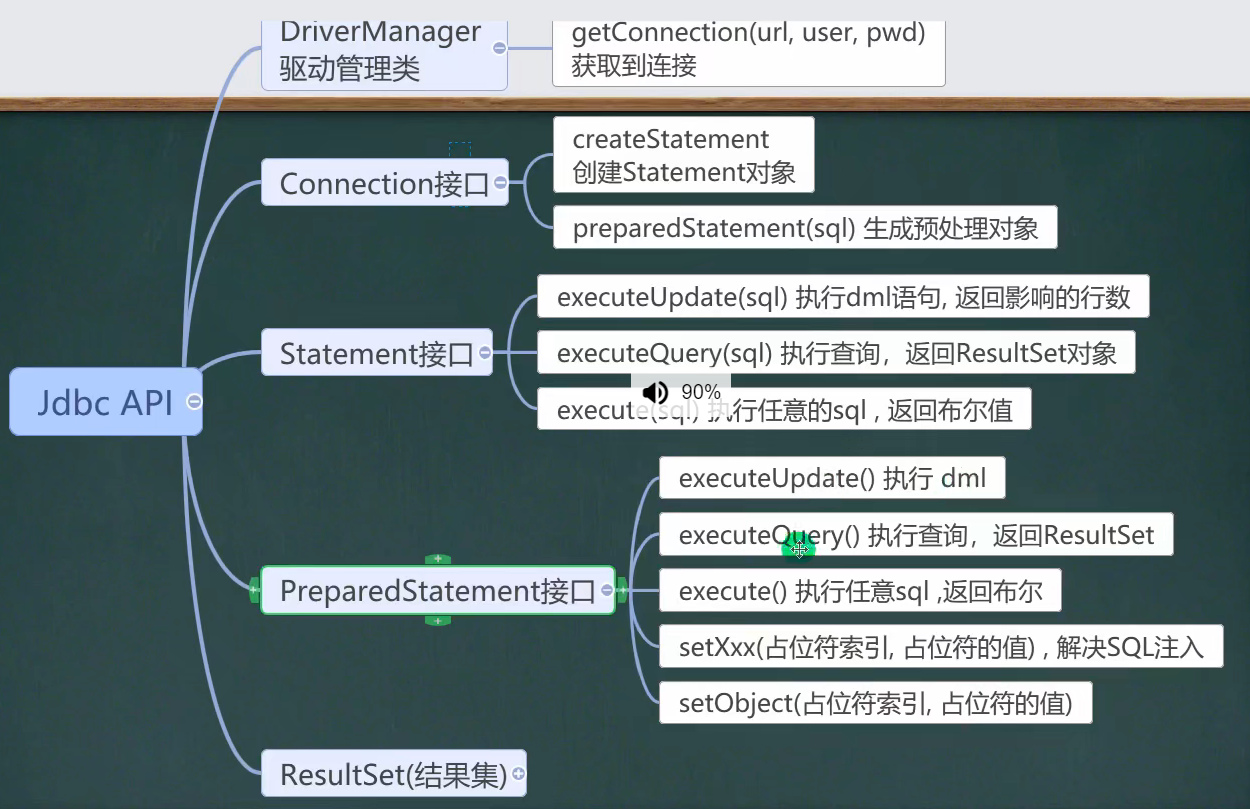 DriverManager
驱动管理类
getConnection(url, user, pwd)
获取到连接
Connection接口
createStatement
创建Statement对象
preparedStatement(sql) 生成预处理对象
Statement接口
executeUpdate(sql) 执行dml语句, 返回影响的行数
executeQuery(sql) 执行查询，返回ResultSet对象
execute(sql) 执行任意的sql , 返回布尔值
90%
Jdbc API
PreparedStatement接口
executeUpdate() 执行 dml
executeQuery() 执行查询，返回ResultSet
execute() 执行任意sql ,返回布尔
setXxx(占位符索引, 占位符的值) , 解决SQL注入
setObject(占位符索引, 占位符的值)
ResultSet(结果集)